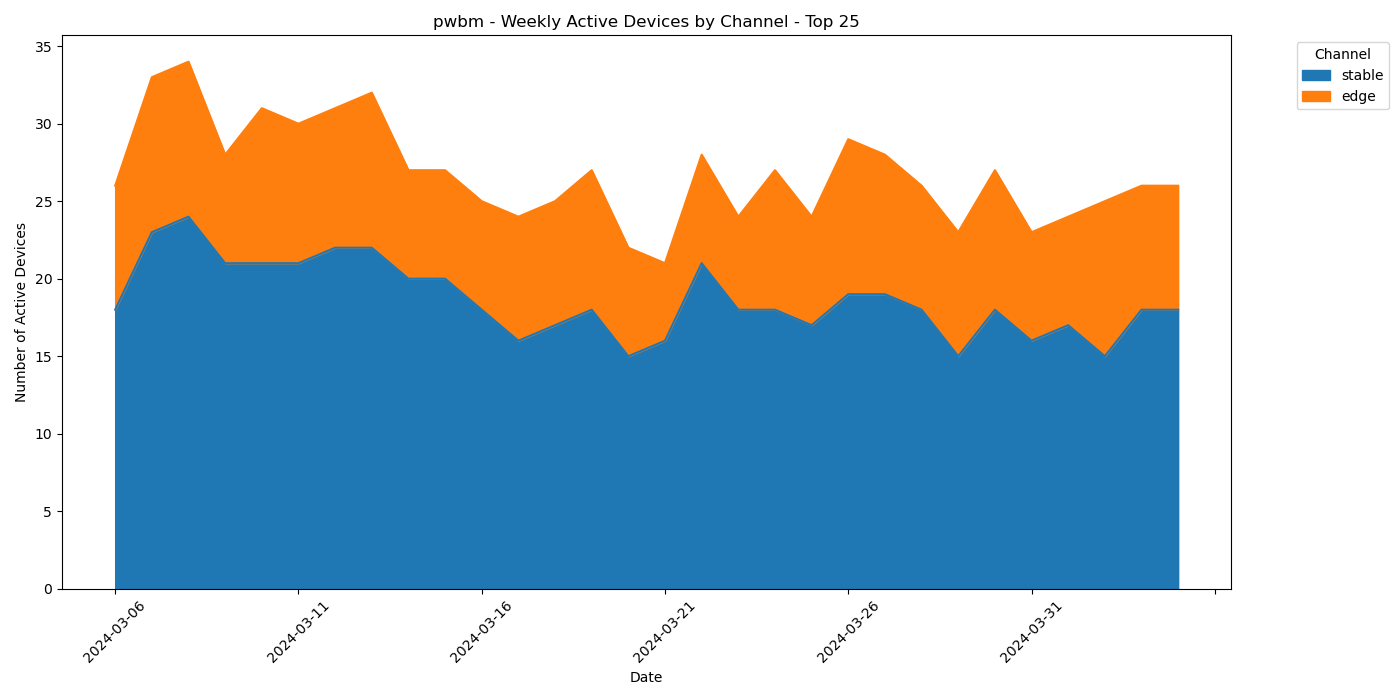 pwbm - Weekly Active Devices by Channel - Top 25
Channel
stable
edge
Number of Active Devices
35
30
25
20
15
10
5
0
2024-03-06
2024-03-11
2024-03-16
2024-03-21
2024-03-26
2024-03-31
Date